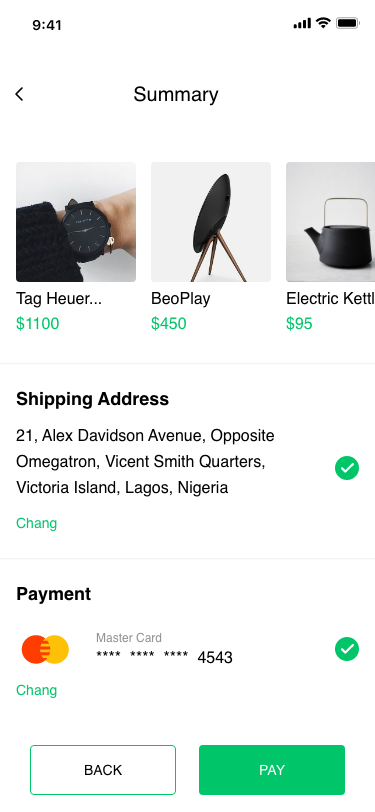 9:41
Summary
Tag Heuer... BeoPlay Electric Kettl
$1100 $450 $95
Shipping Address
21, Alex Davidson Avenue, Opposite
Omegatron, Vicent Smith Quarters,
Victoria Island, Lagos, Nigeria
Chang
Payment
Master Card
**** **** **** 4543
Chang
BACK PAY